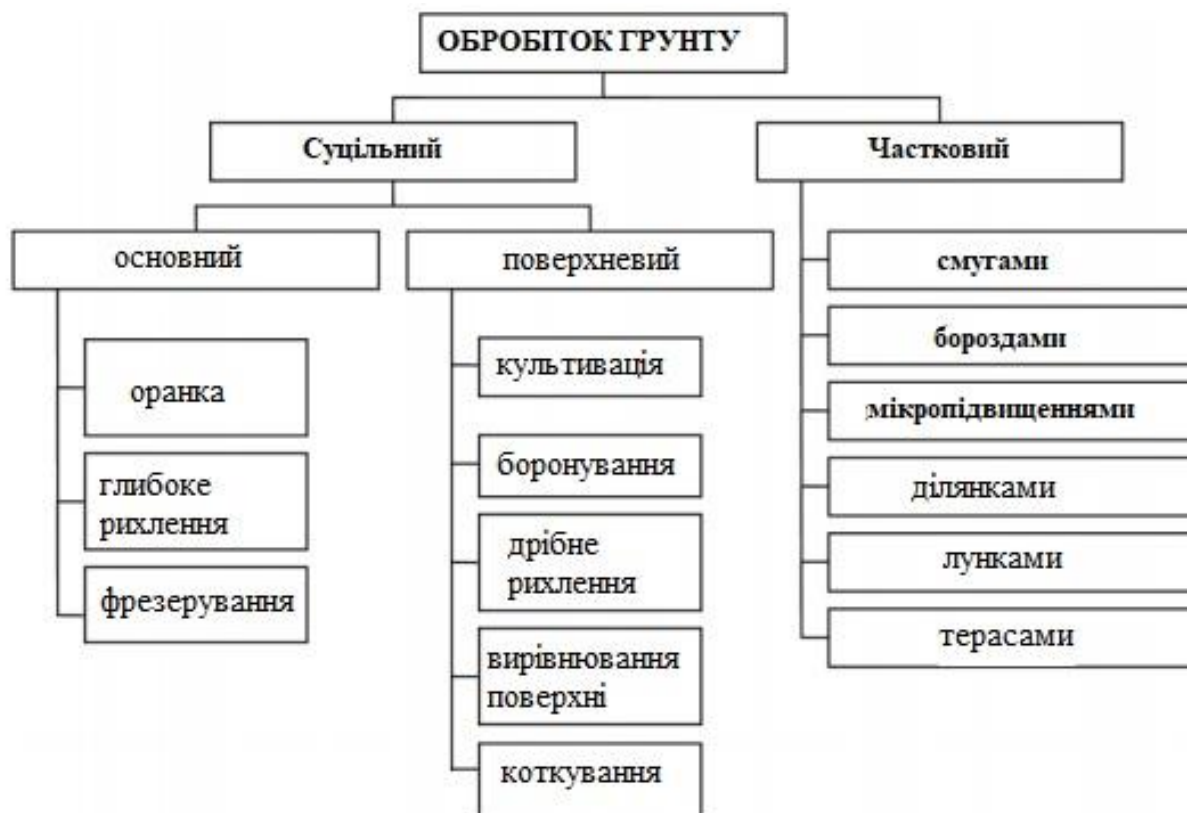 ОБРОБІТОК ГРУНТУ
Суцільний
Частковий
основний
поверхневий
оранка
глибоке
рихлення
фрезерування
культивація
боронування
дрібне
рихлення
вирівнювання
поверхні
коткування
смугами
бороздами
мікропідвищеннями
ділянками
лунками
терасами